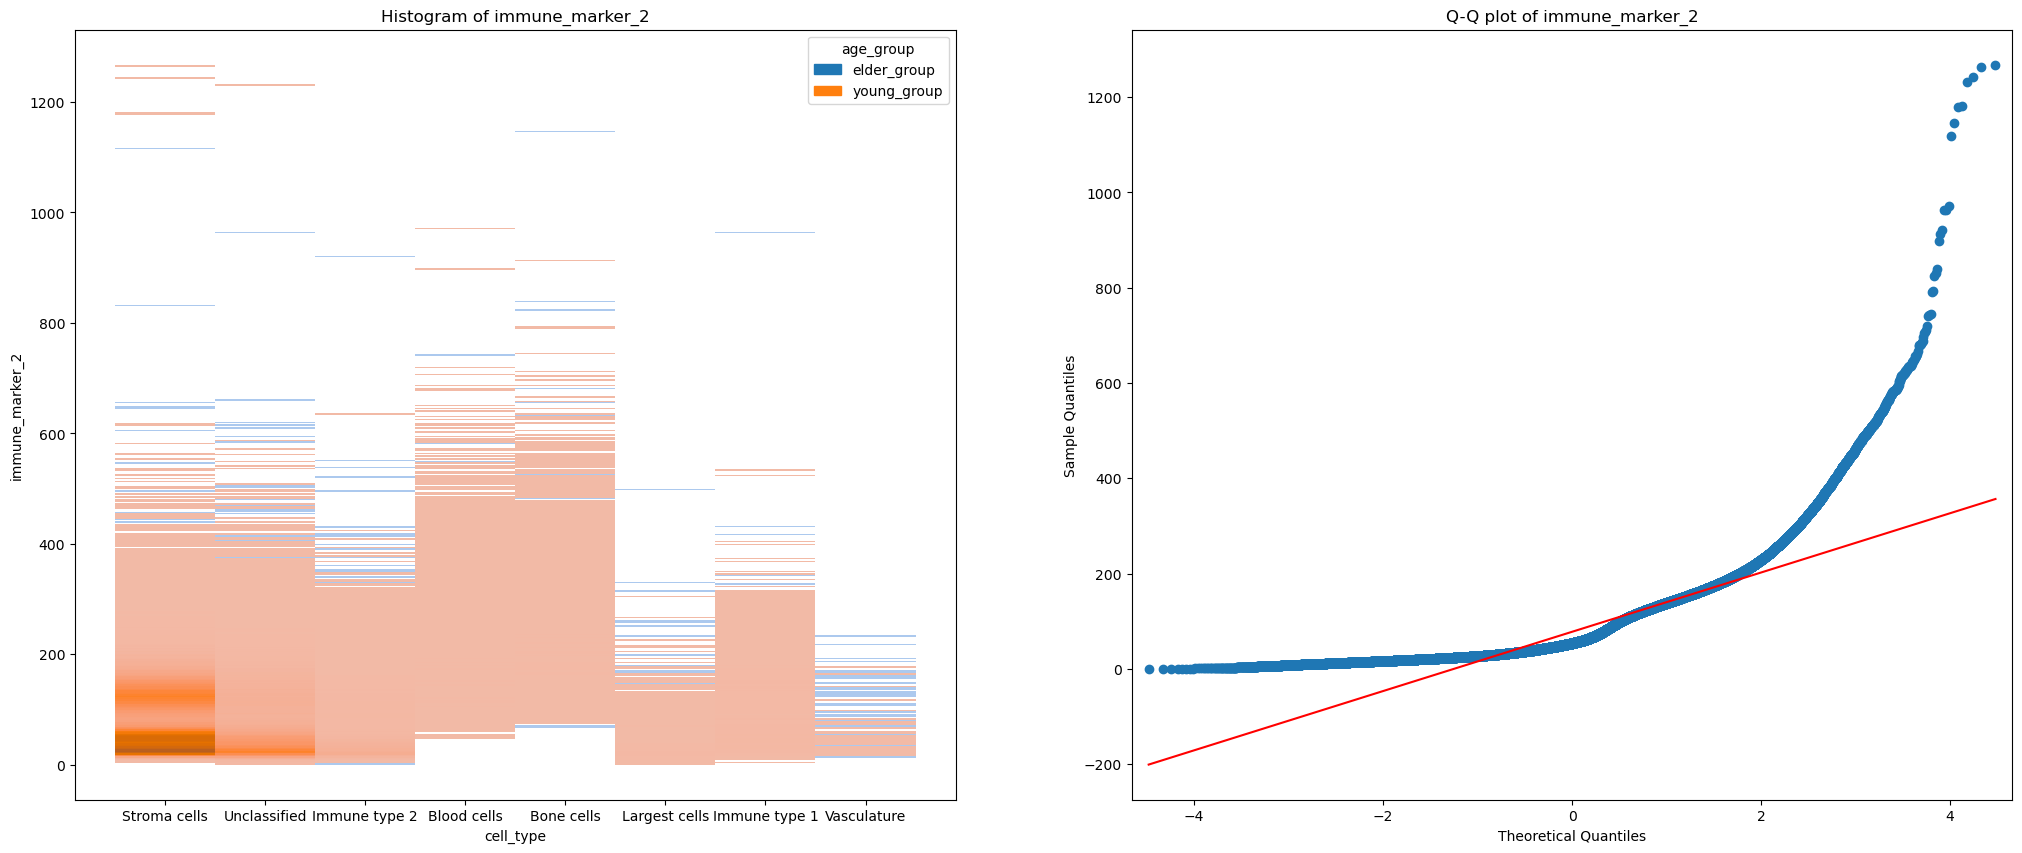 Histogram of immune_marker_2
age_group
elder_group
young_group
immune_marker_2
1200
1000
800
600
400
200
0
Stroma cells Unclassified Immune type 2 Blood cells Bone cells Largest cells Immune type 1 Vasculature
cell_type
Q-Q plot of immune_marker_2
Sample Quantiles
1200
1000
800
600
400
200
0
−200
−4 −2 0 2 4
Theoretical Quantiles